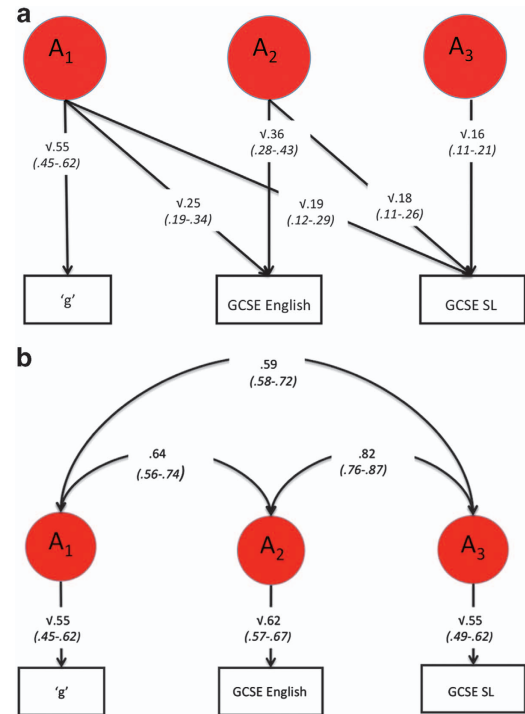 a
A1 A2 A3
√.55
(.45-.62)
√.36
(.28-.43)
√.16
(.11-.21)
√.25
(.19-.34)
√.19
(.12-.29)
√.18
(.11-.26)
'g'
GCSE English
GCSE SL
b
.59
(.58-.72)
.64
(.56-.74)
.82
(.76-.87)
A1 A2 A3
√.55
(.45-.62)
√.62
(.57-.67)
√.55
(.49-.62)
'g'
GCSE English
GCSE SL